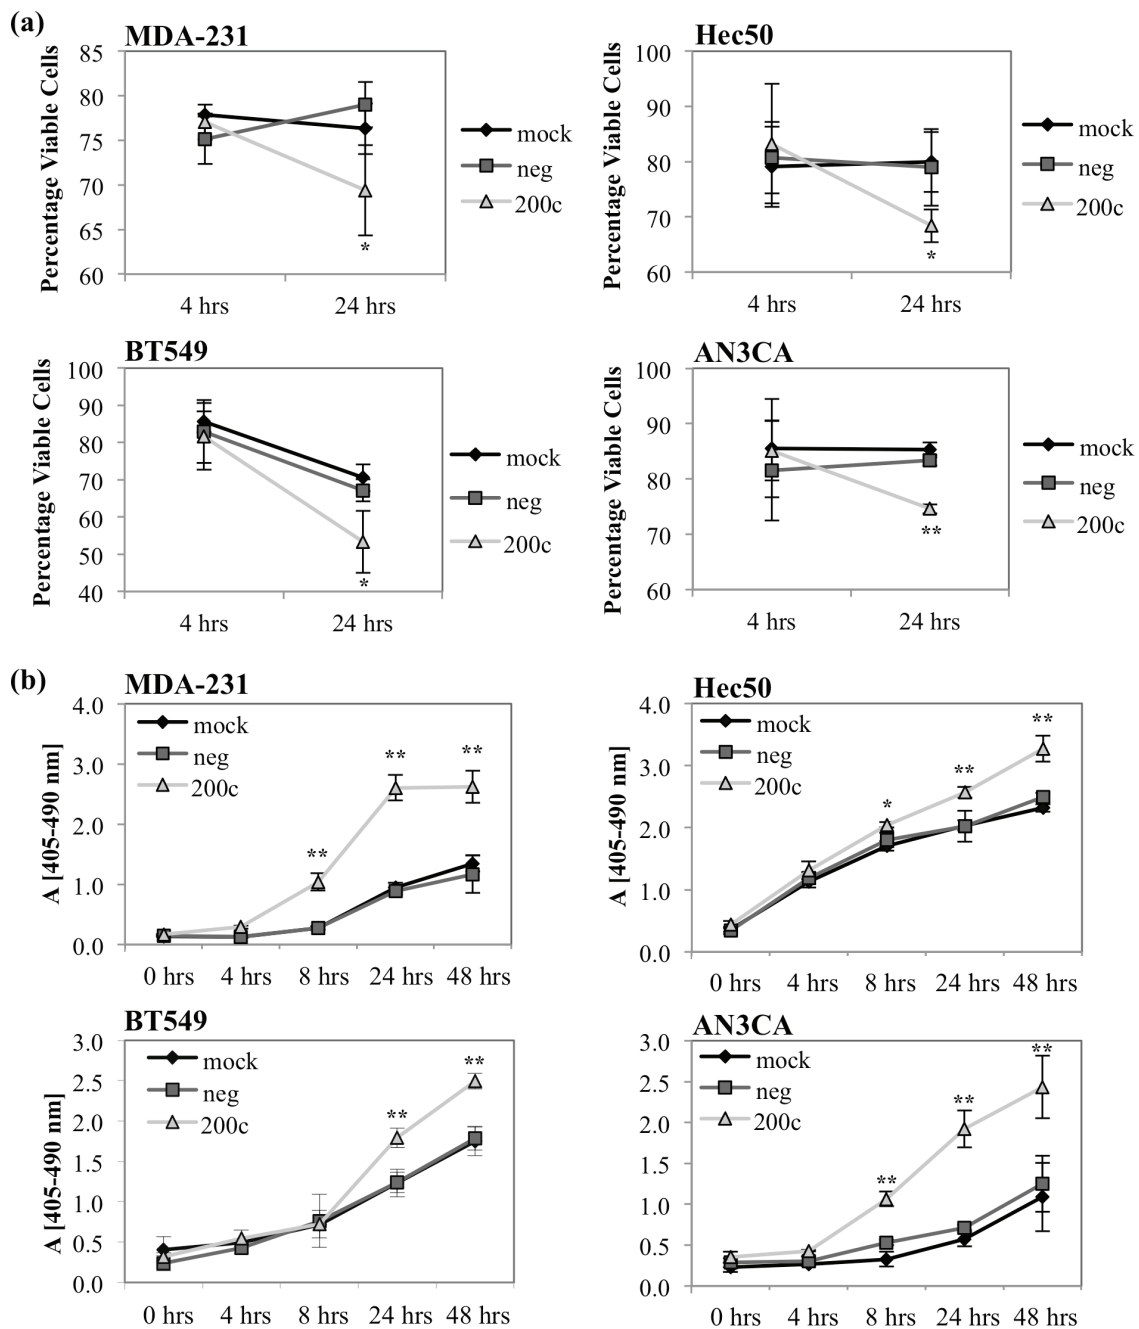 (a)
MDA-231
Percentage Viable Cells
85
80
75
70
65
60
4 hrs 24 hrs
*
mock
neg
200c
Hec50
Percentage Viable Cells
100
90
80
70
60
4 hrs 24 hrs
*
mock
neg
200c
BT549
Percentage Viable Cells
100
90
80
70
60
50
40
4 hrs 24 hrs
*
mock
neg
200c
AN3CA
Percentage Viable Cells
100
90
80
70
60
4 hrs 24 hrs
**
mock
neg
200c
(b)
MDA-231
A [405-490 nm]
4.0
3.0
2.0
1.0
0.0
mock
neg
200c
** ** **
0 hrs 4 hrs 8 hrs 24 hrs 48 hrs
Hec50
A [405-490 nm]
4.0
3.0
2.0
1.0
0.0
mock
neg
200c
* ** **
0 hrs 4 hrs 8 hrs 24 hrs 48 hrs
BT549
A [405-490 nm]
3.0
2.5
2.0
1.5
1.0
0.5
0.0
mock
neg
200c
** **
0 hrs 4 hrs 8 hrs 24 hrs 48 hrs
AN3CA
A [405-490 nm]
3.0
2.5
2.0
1.5
1.0
0.5
0.0
mock
neg
200c
** ** **
0 hrs 4 hrs 8 hrs 24 hrs 48 hrs